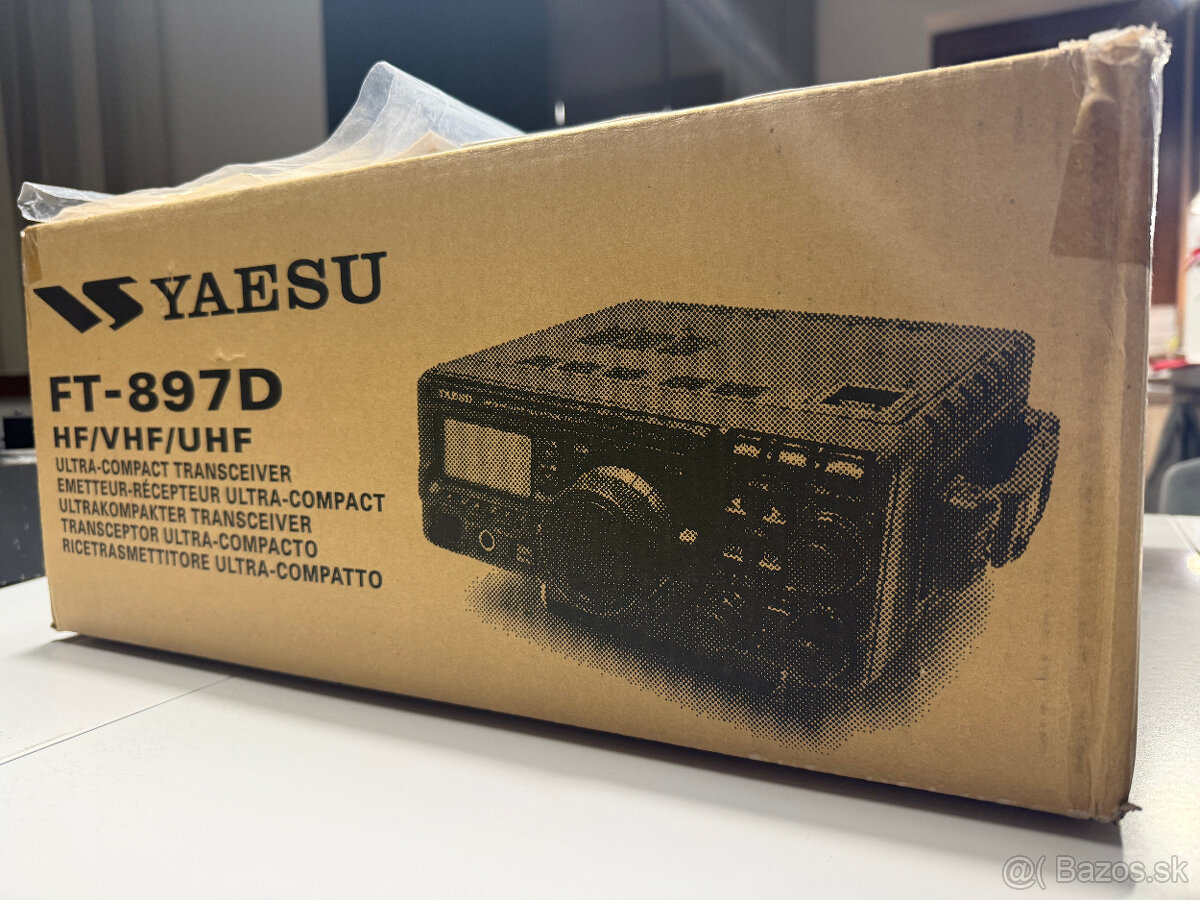 YAESU
FT-897D
HF/VHF/UHF
ULTRA-COMPACT TRANSCEIVER
EMETTEUR-RÉCEPTEUR ULTRA-COMPACT
ULTRAKOMPAKTER TRANSCEIVER
TRANSCEPTOR ULTRA-COMPACTO
RICETRASMETTITORE ULTRA-COMPATTO
YAESU
@( Bazos.sk